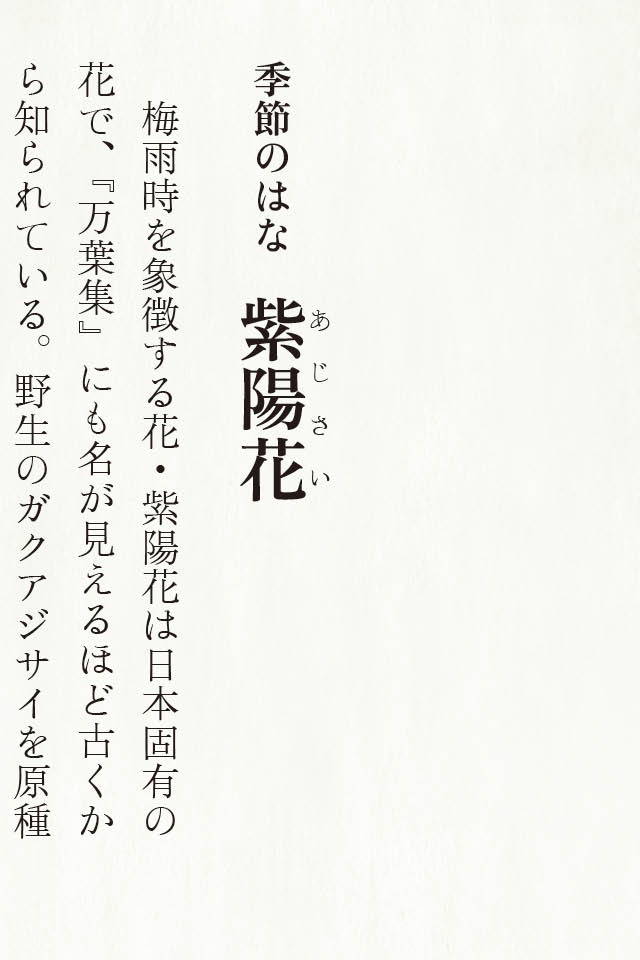 季節のはな 紫陽花
あじさい
梅雨時を象徴する花・紫陽花は日本固有の
花で、『万葉集』にも名が見えるほど古くか
ら知られている。野生のガクアジサイを原種